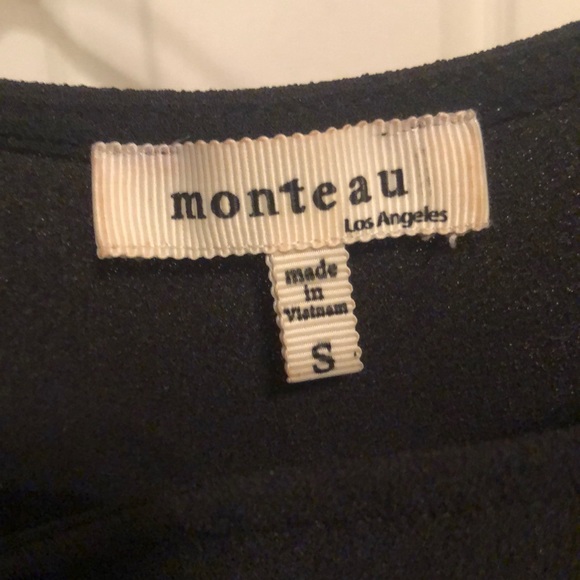 monteau
Los Angeles
made
in
Vietnam
S